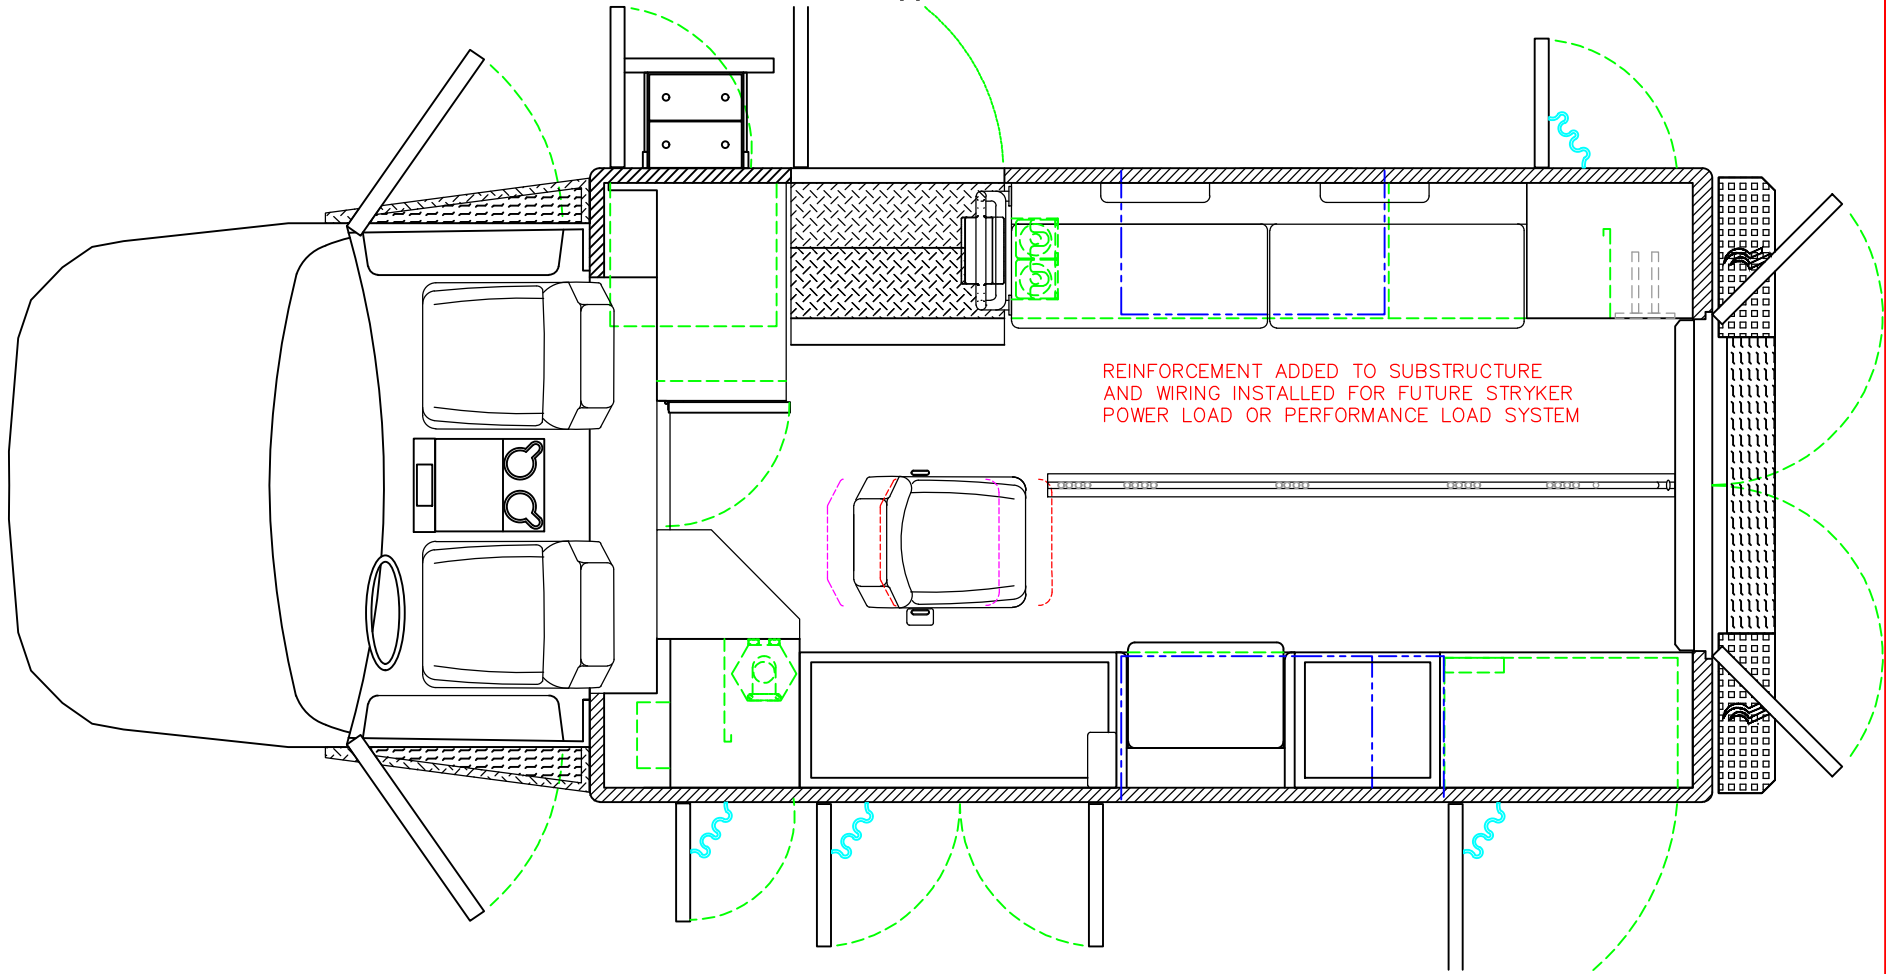 REINFORCEMENT ADDED TO SUBSTRUCTURE
AND WIRING INSTALLED FOR FUTURE STRYKER
POWER LOAD OR PERFORMANCE LOAD SYSTEM